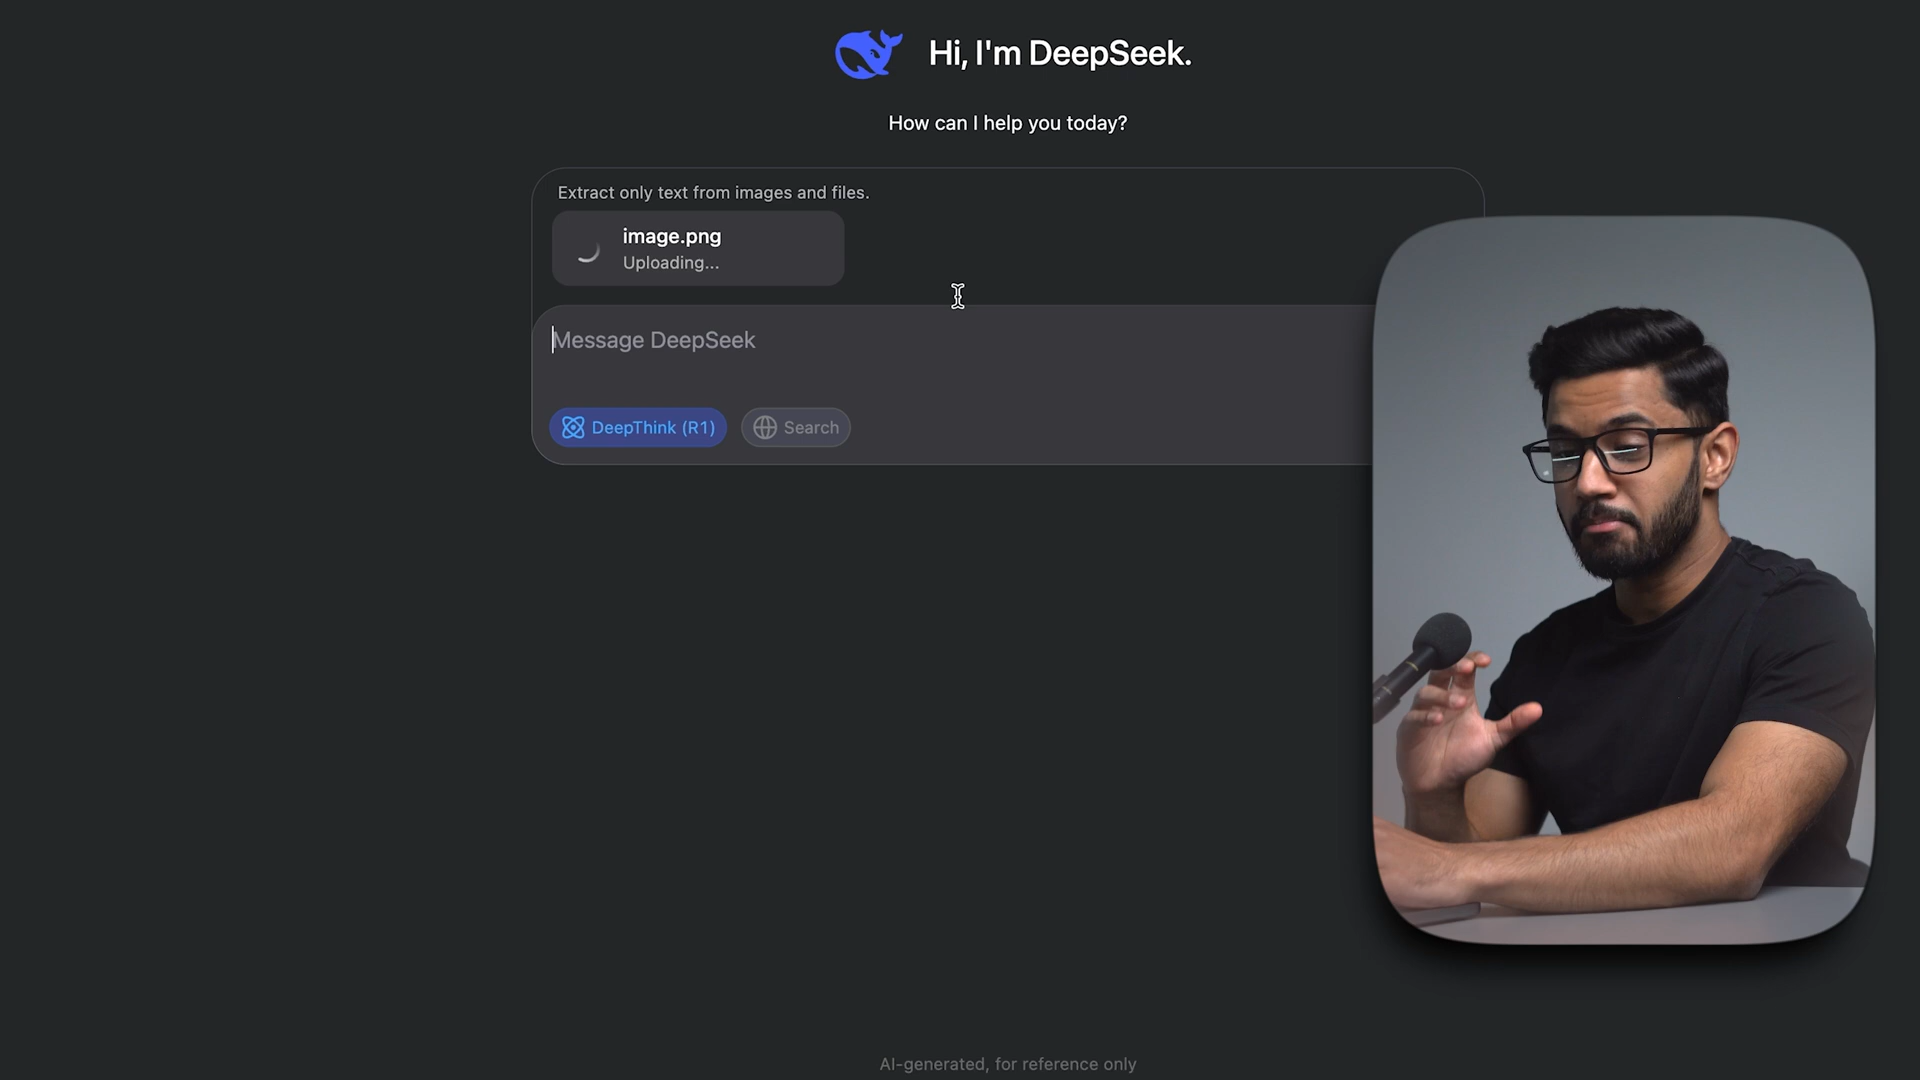 Hi, I'm DeepSeek.
How can I help you today?
Extract only text from images and files.
image.png
Uploading...
Message DeepSeek
DeepThink (R1)
Search
AI-generated, for reference only